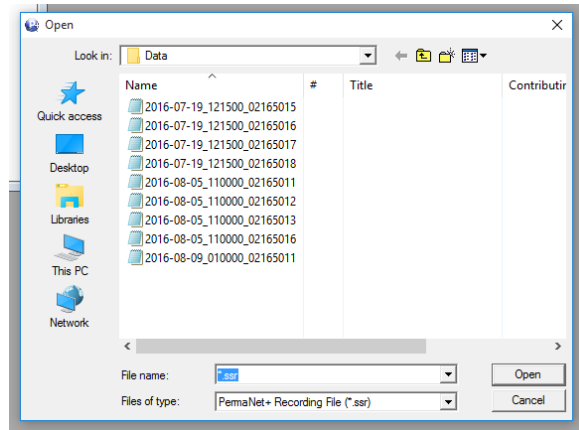 Open
Look in: Data
Name # Title Contributin
Quick access
Desktop
Libraries
This PC
Network
2016-07-19_121500_02165015
2016-07-19_121500_02165016
2016-07-19_121500_02165017
2016-07-19_121500_02165018
2016-08-05_110000_02165011
2016-08-05_110000_02165012
2016-08-05_110000_02165013
2016-08-05_110000_02165016
2016-08-09_010000_02165011
File name: *.ssr Open
Files of type: PermaNet+ Recording File (*.ssr) Cancel